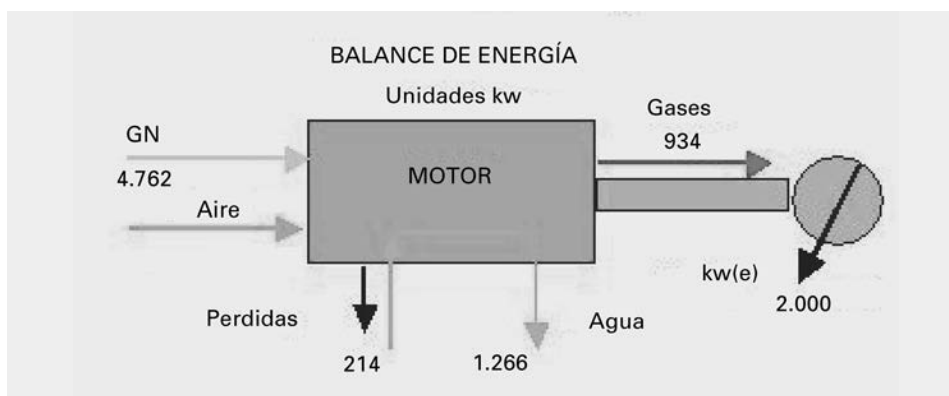 BALANCE DE ENERGÍA
Unidades kw
Gases
934
GN
4.762
MOTOR
Aire
kw(e)
2.000
Perdidas
Agua
214
1.266